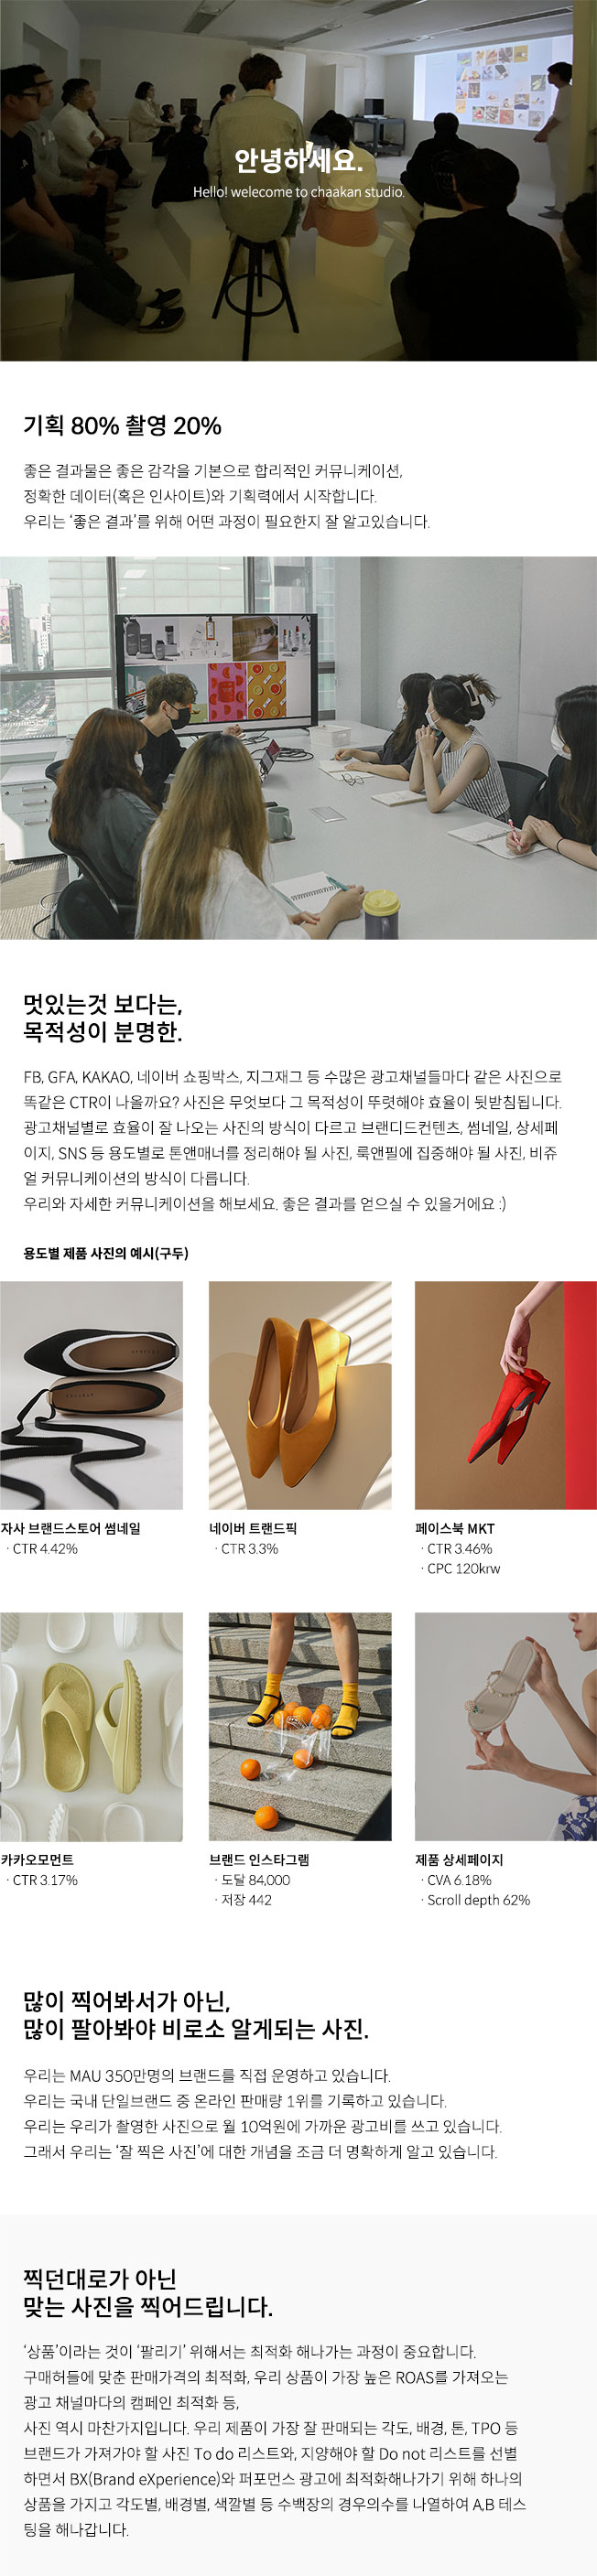 안녕하세요.
Hello! welecome to chaakan studio.
기획 80% 촬영 20%
좋은 결과물은 좋은 감각을 기본으로 합리적인 커뮤니케이션,
정확한 데이터(혹은 인사이트)와 기획력에서 시작합니다.
우리는 ‘좋은 결과’를 위해 어떤 과정이 필요한지 잘 알고있습니다.
멋있는것 보다는,
목적성이 분명한.
FB, GFA, KAKAO, 네이버 쇼핑박스, 지그재그 등 수많은 광고채널들마다 같은 사진으로
똑같은 CTR이 나올까요? 사진은 무엇보다 그 목적성이 뚜렷해야 효율이 뒷받침됩니다.
광고채널별로 효율이 잘 나오는 사진의 방식이 다르고 브랜디드컨텐츠, 썸네일, 상세페
이지, SNS 등 용도별로 톤앤매너를 정리해야 될 사진, 룩앤필에 집중해야 될 사진, 비쥬
얼 커뮤니케이션의 방식이 다릅니다.
우리와 자세한 커뮤니케이션을 해보세요. 좋은 결과를 얻으실 수 있을거에요 :)
용도별 제품 사진의 예시(구두)
자사 브랜드스토어 썸네일
· CTR 4.42%
네이버 트랜드픽
· CTR 3.3%
페이스북 MKT
· CTR 3.46%
· CPC 120krw
카카오모먼트
· CTR 3.17%
브랜드 인스타그램
· 도달 84,000
· 저장 442
제품 상세페이지
· CVA 6.18%
· Scroll depth 62%
많이 찍어봐서가 아닌,
많이 팔아봐야 비로소 알게되는 사진.
우리는 MAU 350만명의 브랜드를 직접 운영하고 있습니다.
우리는 국내 단일브랜드 중 온라인 판매량 1위를 기록하고 있습니다.
우리는 우리가 촬영한 사진으로 월 10억원에 가까운 광고비를 쓰고 있습니다.
그래서 우리는 ‘잘 찍은 사진’에 대한 개념을 조금 더 명확하게 알고 있습니다.
찍던대로가 아닌
맞는 사진을 찍어드립니다.
‘상품’이라는 것이 ‘팔리기’ 위해서는 최적화 해나가는 과정이 중요합니다.
구매허들에 맞춘 판매가격의 최적화, 우리 상품이 가장 높은 ROAS를 가져오는
광고 채널마다의 캠페인 최적화 등,
사진 역시 마찬가지입니다. 우리 제품이 가장 잘 판매되는 각도, 배경, 톤, TPO 등
브랜드가 가져가야 할 사진 To do 리스트와, 지양해야 할 Do not 리스트를 선별
하면서 BX(Brand eXperience)와 퍼포먼스 광고에 최적화해나가기 위해 하나의
상품을 가지고 각도별, 배경별, 색깔별 등 수백장의 경우의수를 나열하여 A,B 테스
팅을 해나갑니다.